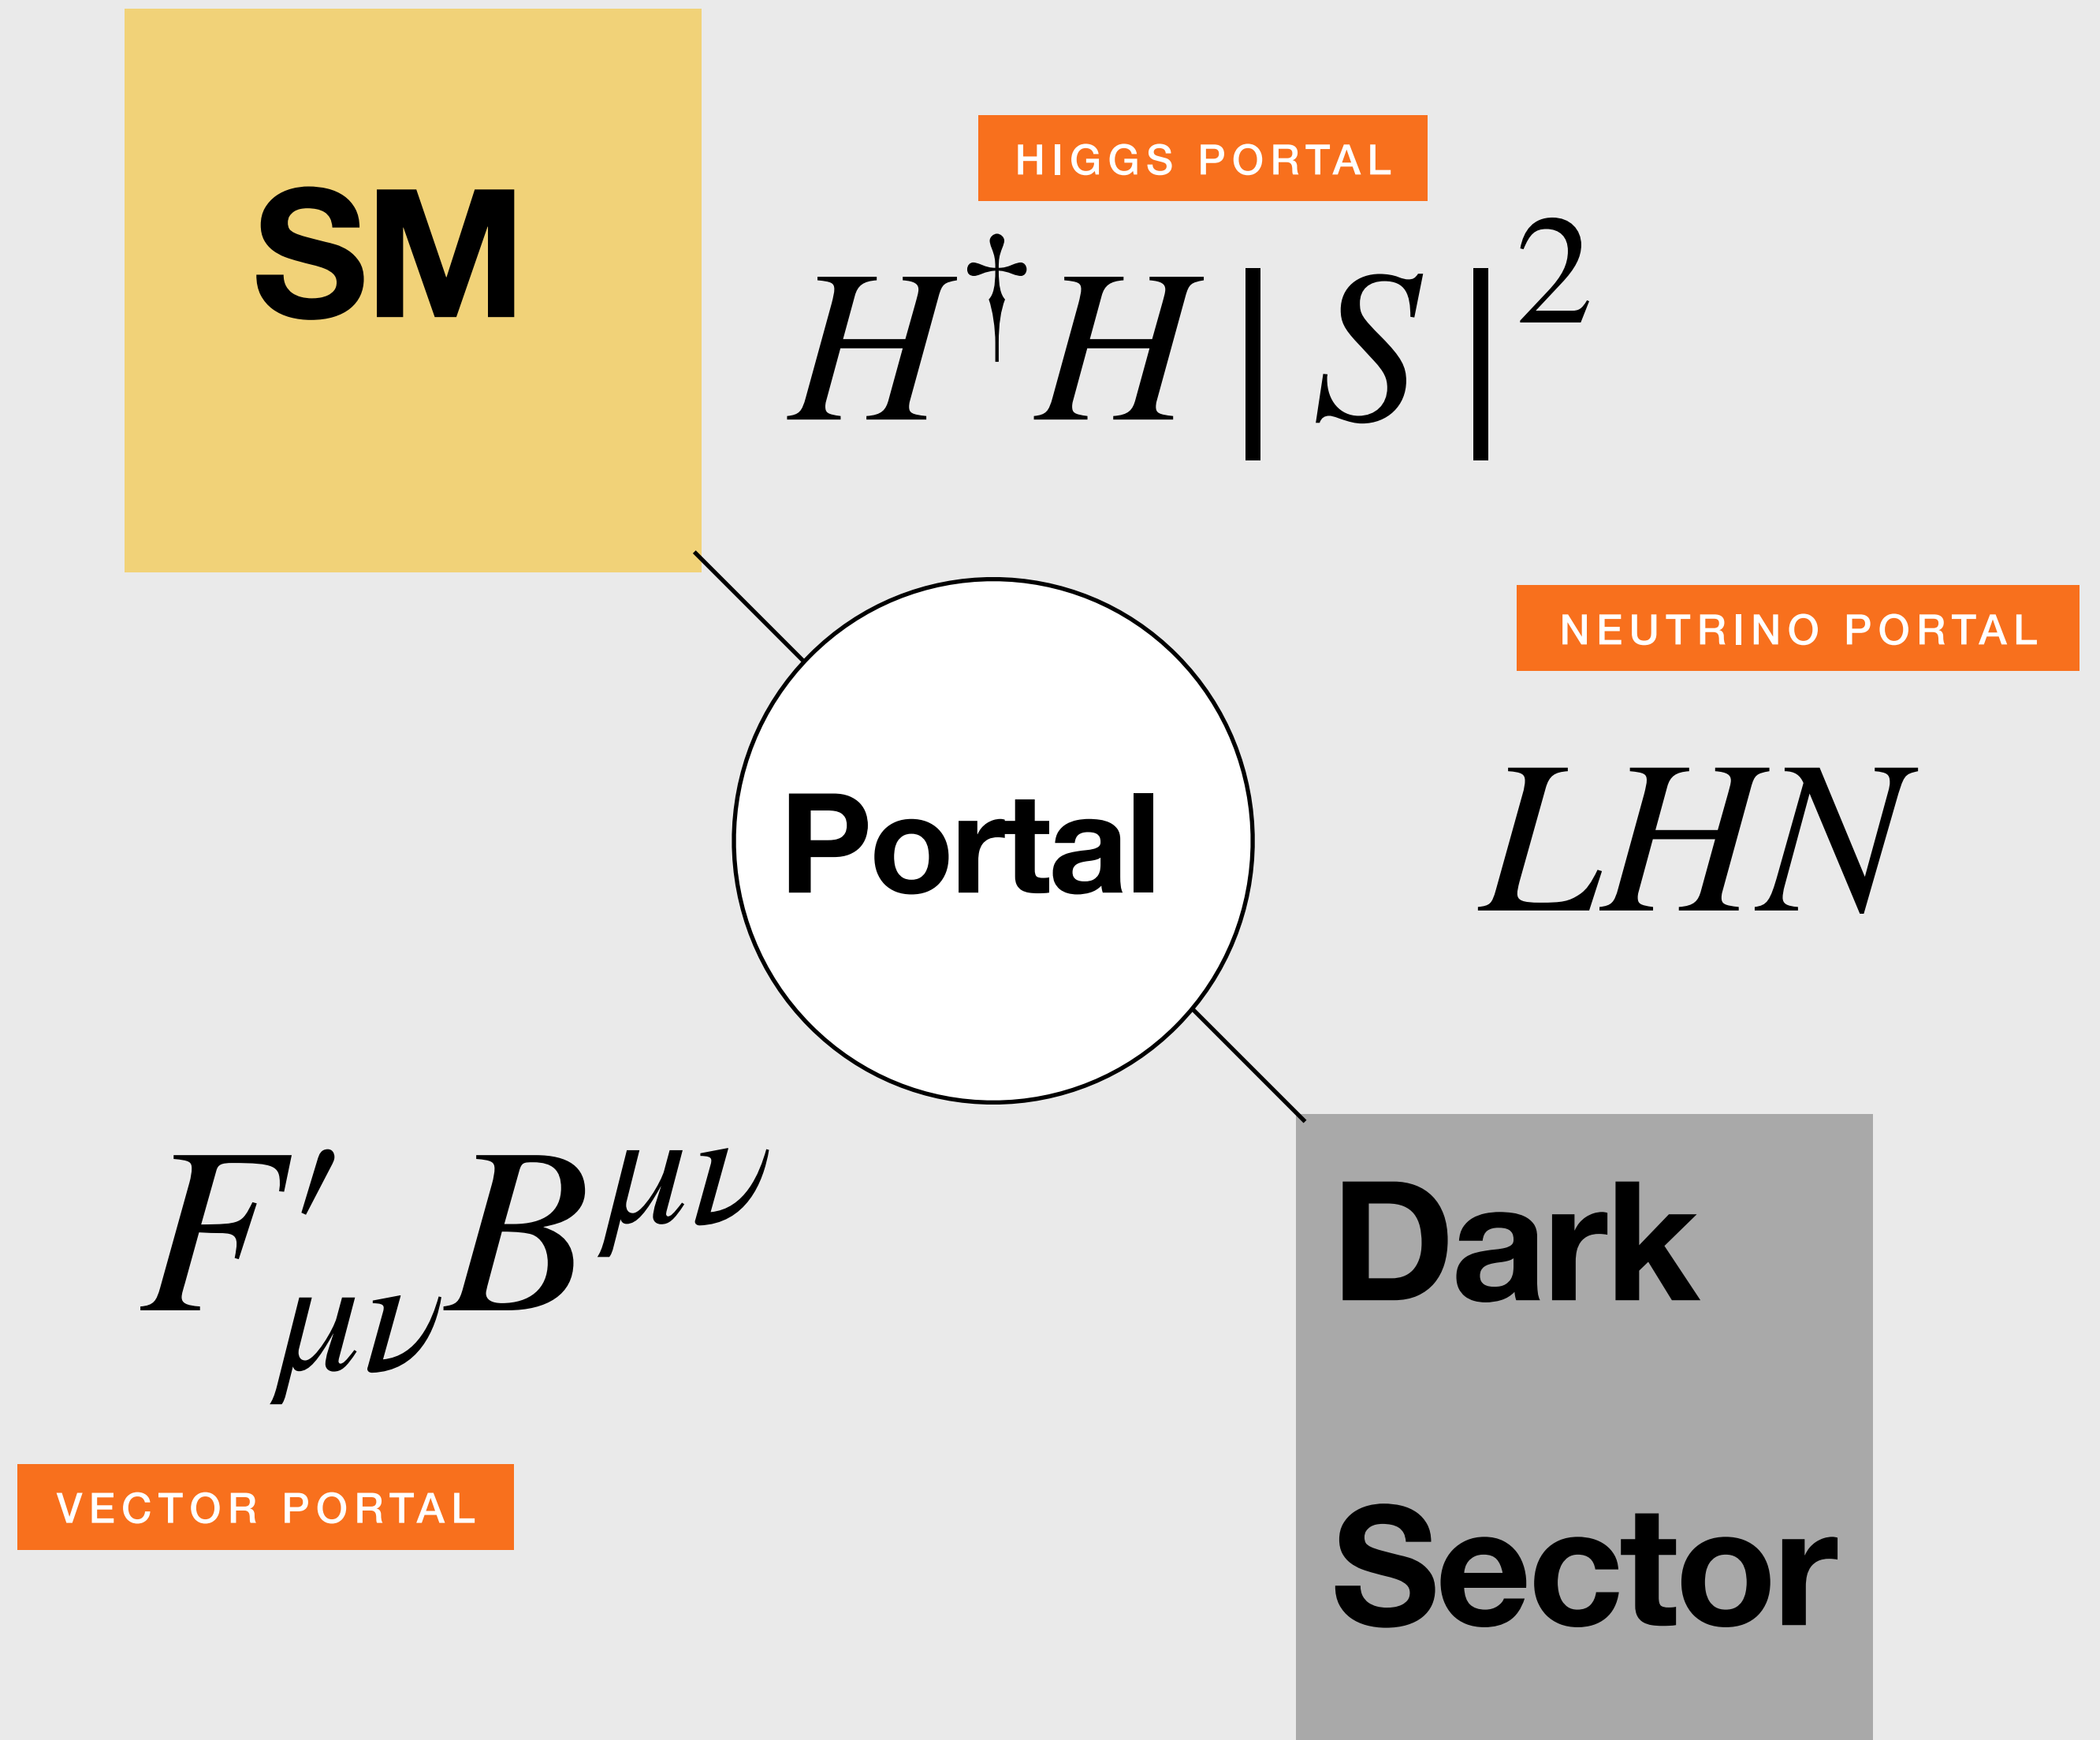 SM
HIGGS PORTAL
H†H|S|²
NEUTRINO PORTAL
Portal
LHN
F′μνBμν
VECTOR PORTAL
Dark
Sector